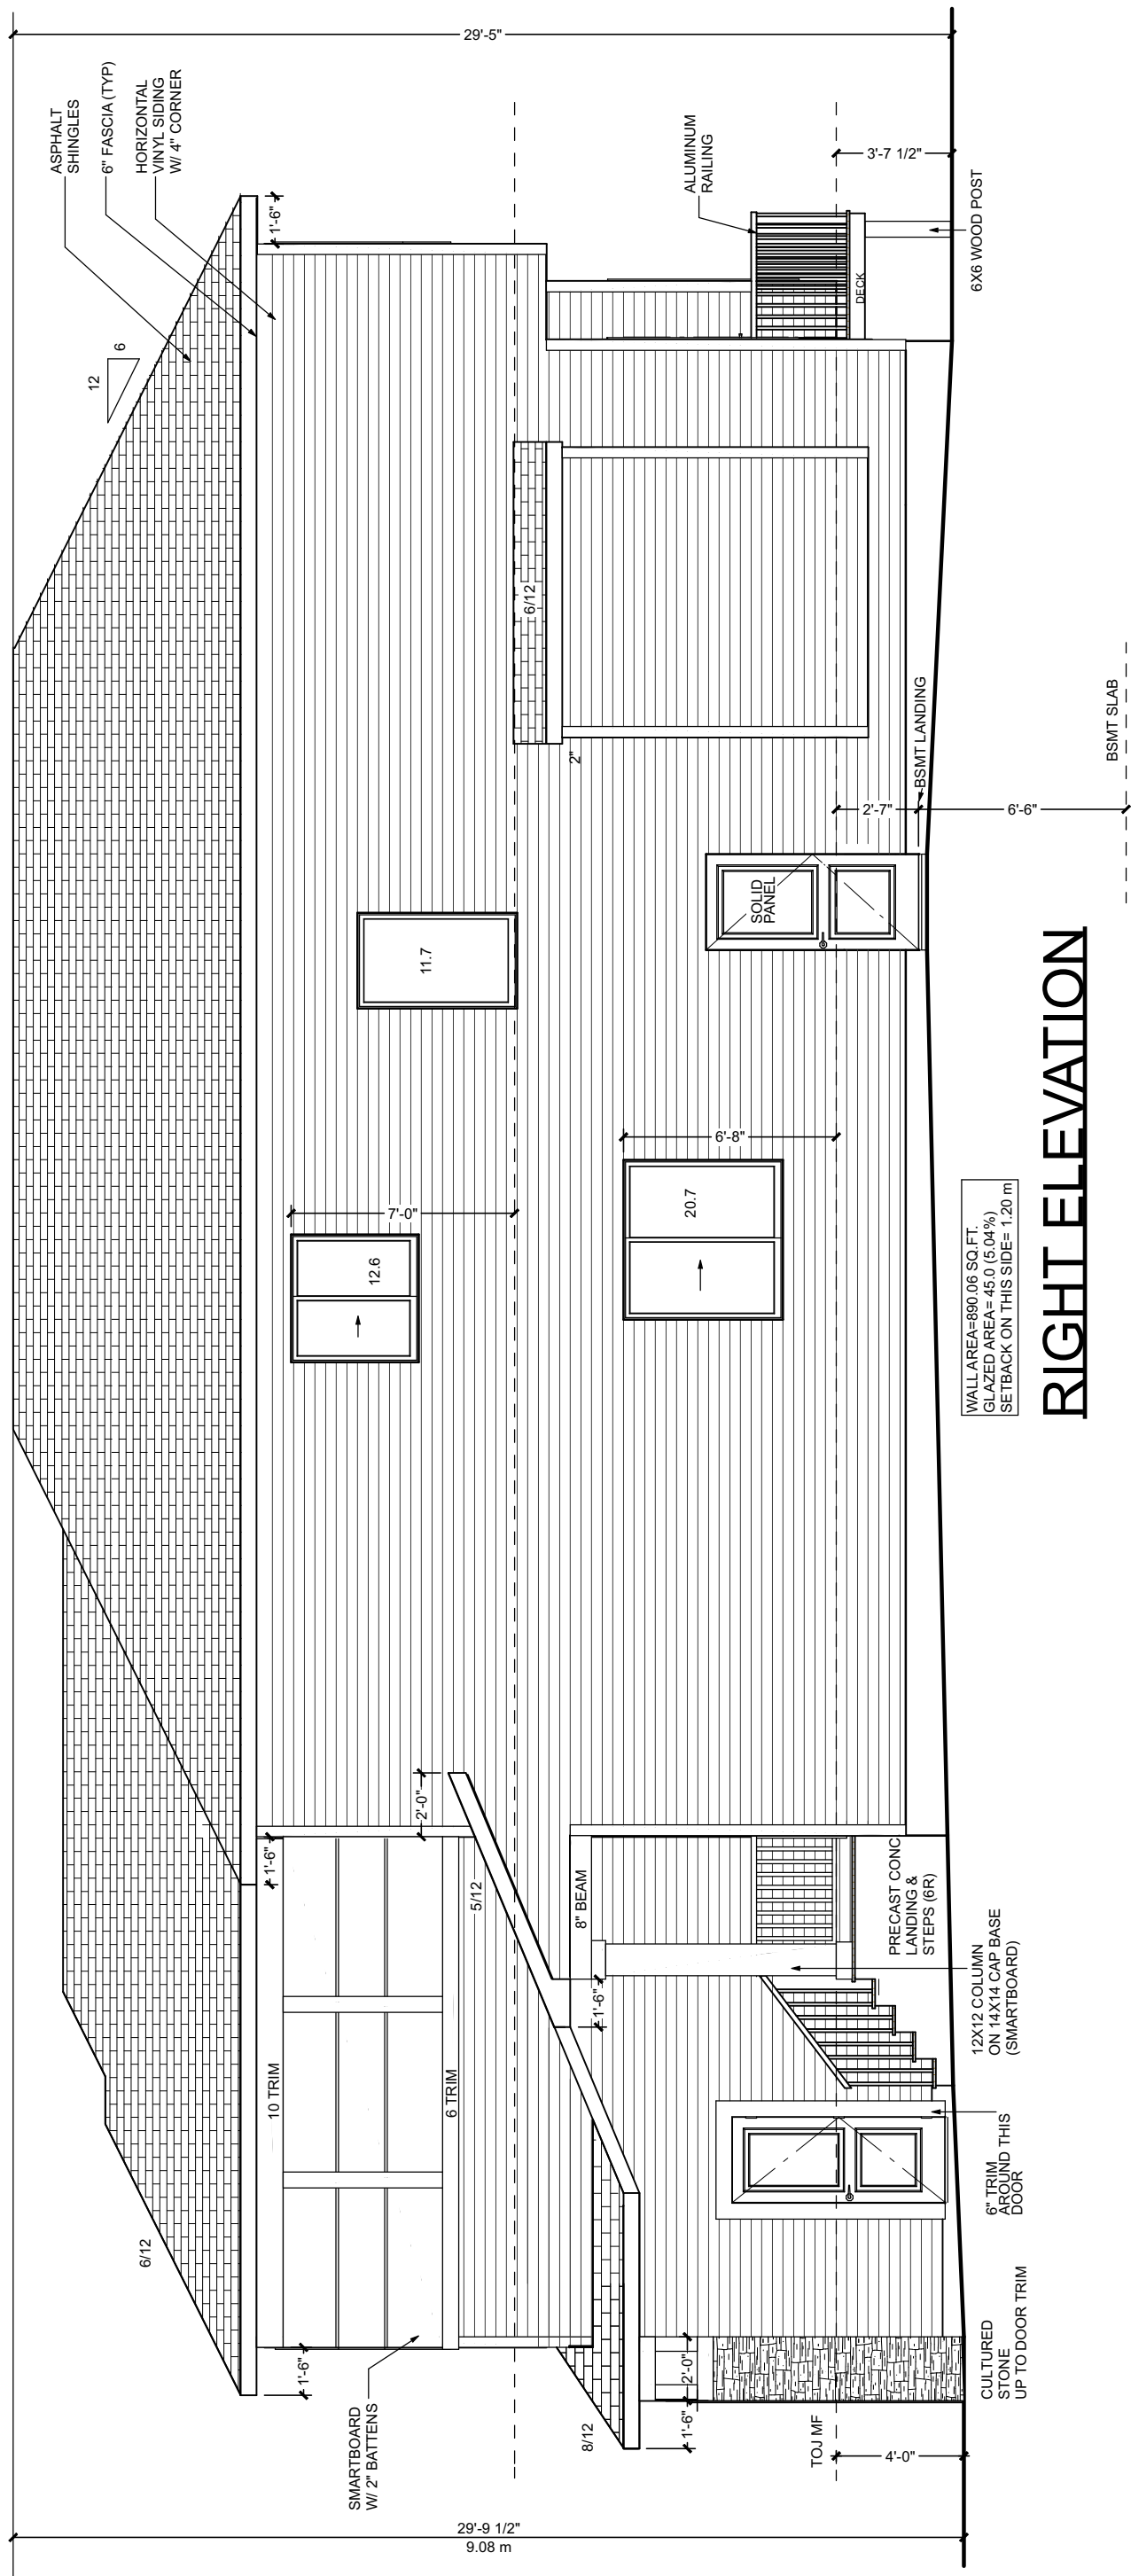 29'-5"
ASPHALT
SHINGLES
6" FASCIA (TYP)
HORIZONTAL
VINYL SIDING
W/ 4" CORNER
12
6
1'-6"
ALUMINUM
RAILING
3'-7 1/2"
DECK
6X6 WOOD POST
6/12
2"
BSMT LANDING
2'-7"
6'-6"
BSMT SLAB
SOLID
PANEL
11.7
6'-8"
20.7
7'-0"
12.6
WALL AREA=890.06 SQ.FT.
GLAZED AREA= 45.0 (5.04%)
SETBACK ON THIS SIDE= 1.20 m
RIGHT ELEVATION
2'-0"
1'-6"
5/12
8" BEAM
1'-6"
PRECAST CONC
LANDING &
STEPS (6R)
12X12 COLUMN
ON 14X14 CAP BASE
(SMARTBOARD)
10 TRIM
6 TRIM
6" TRIM
AROUND THIS
DOOR
6/12
1'-6"
SMARTBOARD
W/ 2" BATTENS
8/12
2'-0"
1'-6"
CULTURED
STONE
UP TO DOOR TRIM
TOJ MF
4'-0"
29'-9 1/2"
9.08 m